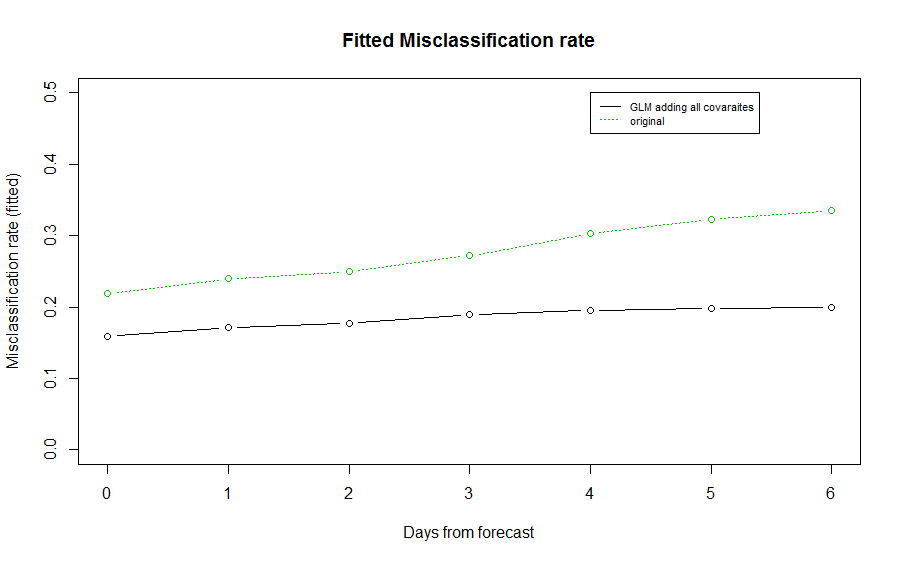 Fitted Misclassification rate
GLM adding all covaraites
original
Misclassification rate (fitted)
0.5
0.4
0.3
0.2
0.1
0.0
0 1 2 3 4 5 6
Days from forecast